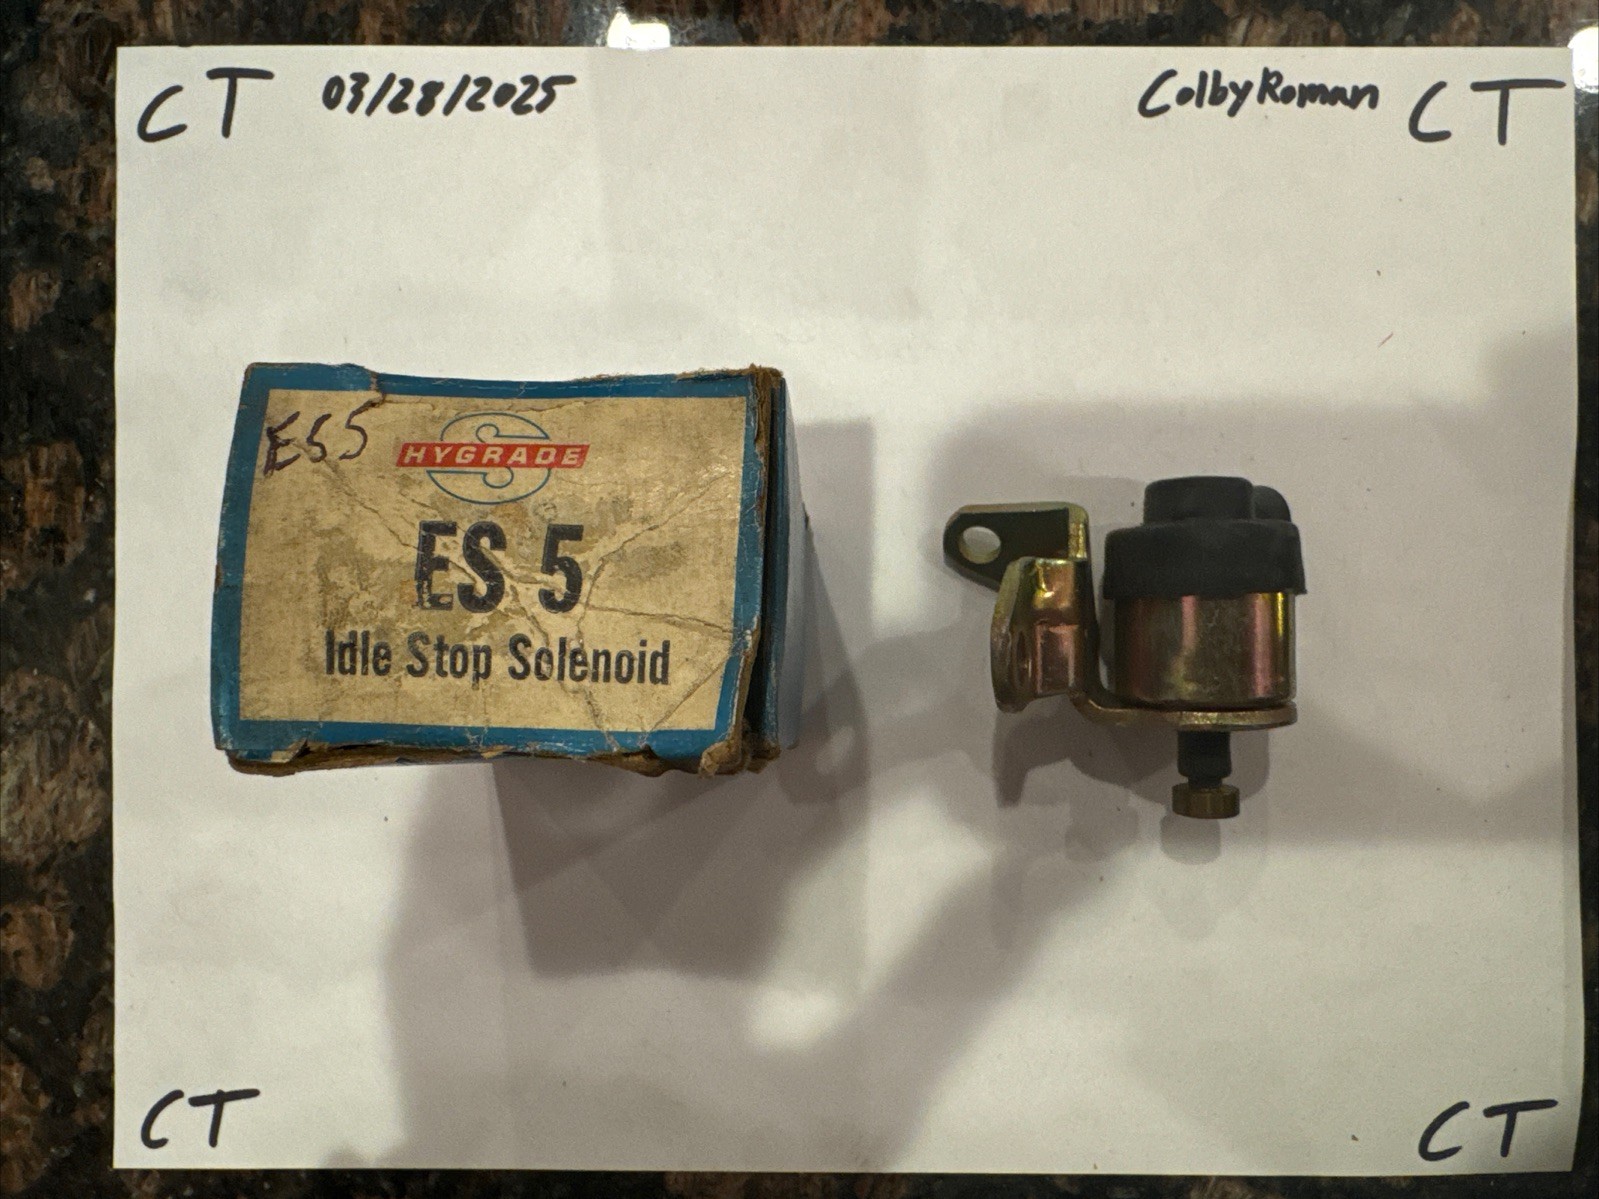 CT 03/28/2025 ColbyRoman CT
ES5
S
HYGRADE
ES 5
Idle Stop Solenoid
CT CT